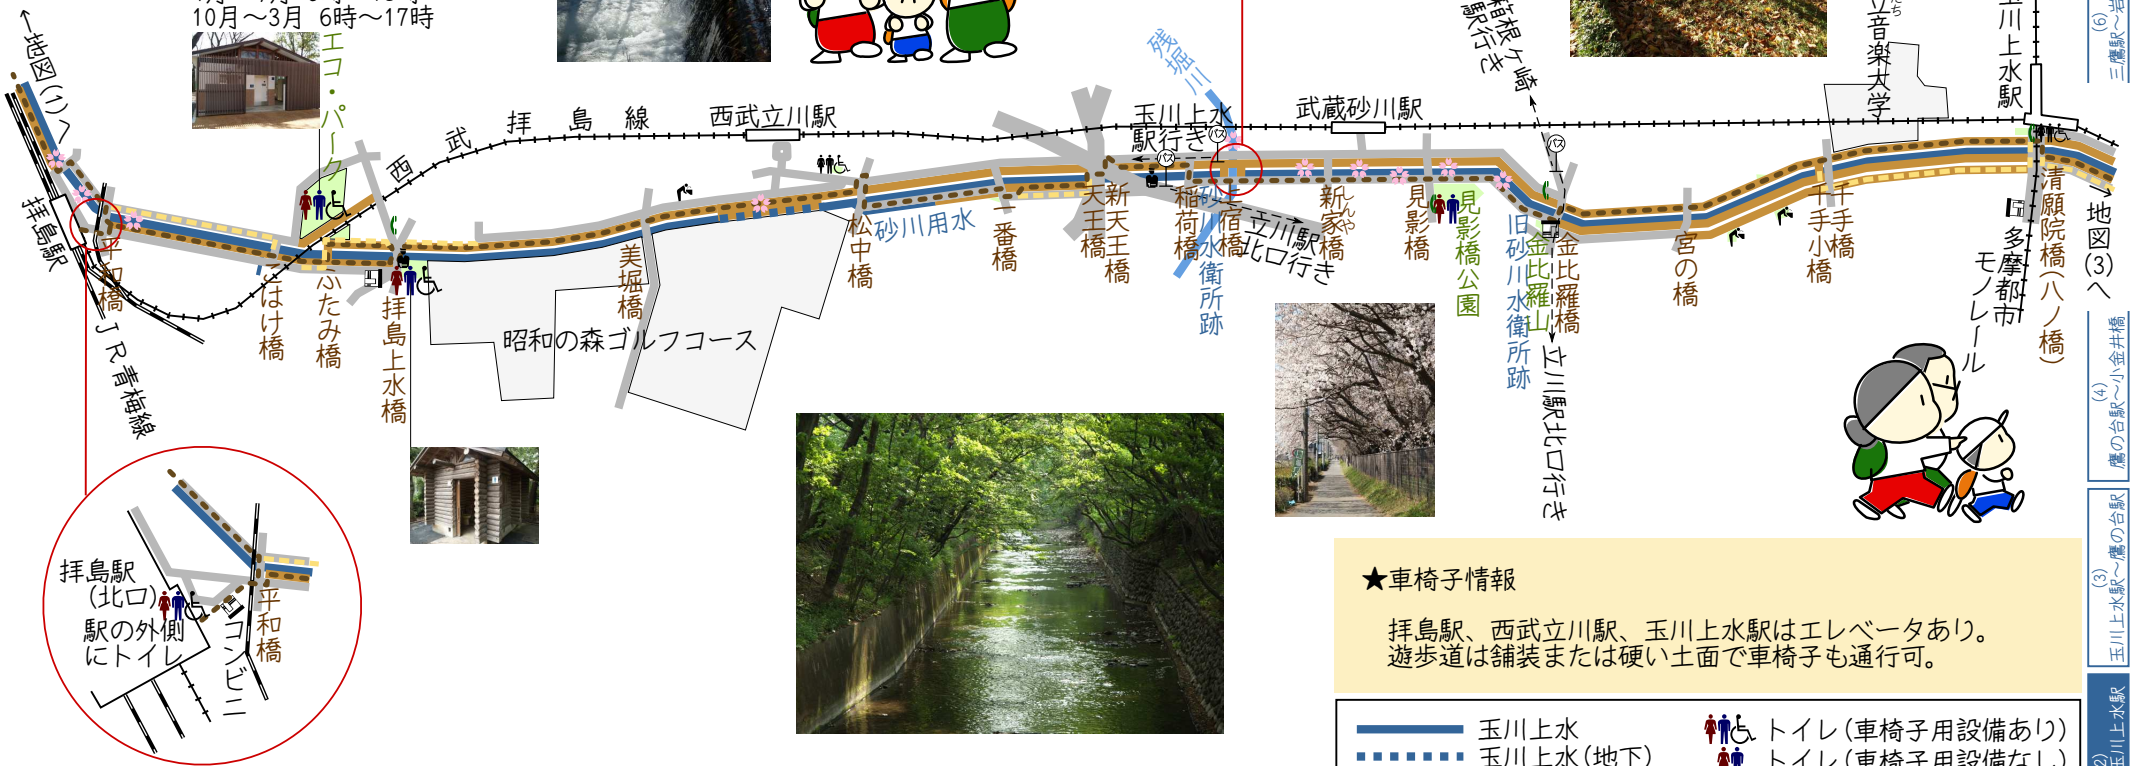 10月〜3月 6時〜17時
←地図(1)へ
エコ・パーク
西武拝島線
西武立川駅
残堀川
玉川上水
駅行き
バス
バス
武蔵砂川駅
箱根ヶ崎
駅行き
バス
立音楽大学
玉川上水駅
(6)
三鷹駅〜
拝島駅
平和橋
こはけ橋
ふたみ橋
拝島上水橋
美堀橋
松中橋
砂川用水
一番橋
天王橋
新天王橋
稲荷橋
砂川水衛所跡
上宿橋
立川駅
北口行き
新家橋
しんや
見影橋
見影橋公園
旧砂川水衛所跡
金比羅山
金比羅橋
立川駅北口行き
宮の橋
千手小橋
千手橋
清願院橋(八ノ橋)
地図(3)へ
多摩都市
モノレール
JR青梅線
昭和の森ゴルフコース
拝島駅
(北口)
駅の外側
にトイレ
コンビニ
平和橋
★車椅子情報
拝島駅、西武立川駅、玉川上水駅はエレベータあり。
遊歩道は舗装または硬い土面で車椅子も通行可。
玉川上水
玉川上水(地下)
トイレ(車椅子用設備あり)
トイレ(車椅子用設備なし)
(4)
鷹の台駅〜小金井橋
(3)
玉川上水駅〜鷹の台駅
玉川上水駅